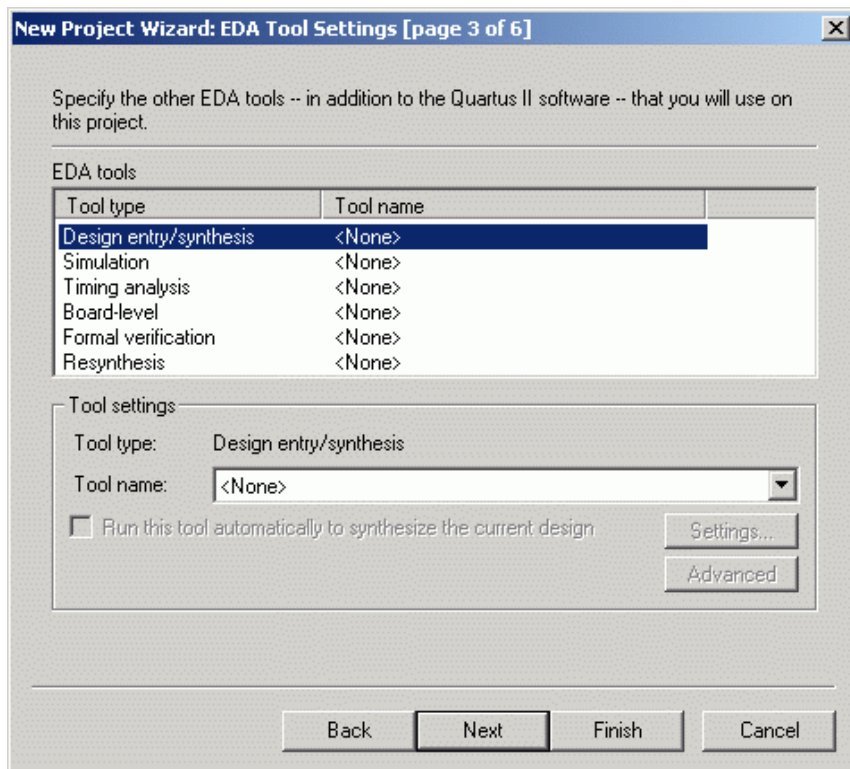 New Project Wizard: EDA Tool Settings [page 3 of 6]
Specify the other EDA tools -- in addition to the Quartus II software -- that you will use on
this project.
EDA tools
Tool type Tool name
Design entry/synthesis <None>
Simulation <None>
Timing analysis <None>
Board-level <None>
Formal verification <None>
Resynthesis <None>
Tool settings
Tool type: Design entry/synthesis
Tool name: <None>
Run this tool automatically to synthesize the current design Settings...
Advanced
Back Next Finish Cancel